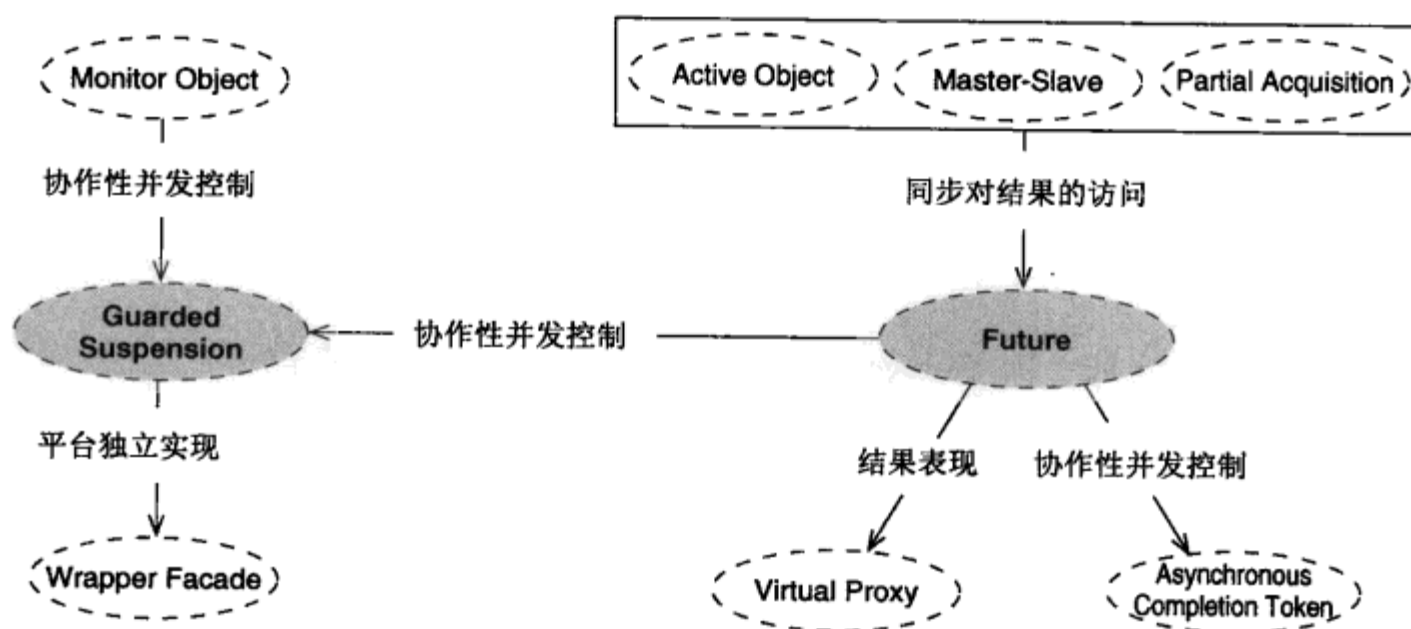 Monitor Object
Active Object
Master-Slave
Partial Acquisition
协作性并发控制
同步对结果的访问
Guarded
Suspension
协作性并发控制
Future
平台独立实现
结果表现
协作性并发控制
Wrapper Facade
Virtual Proxy
Asynchronous
Completion Token